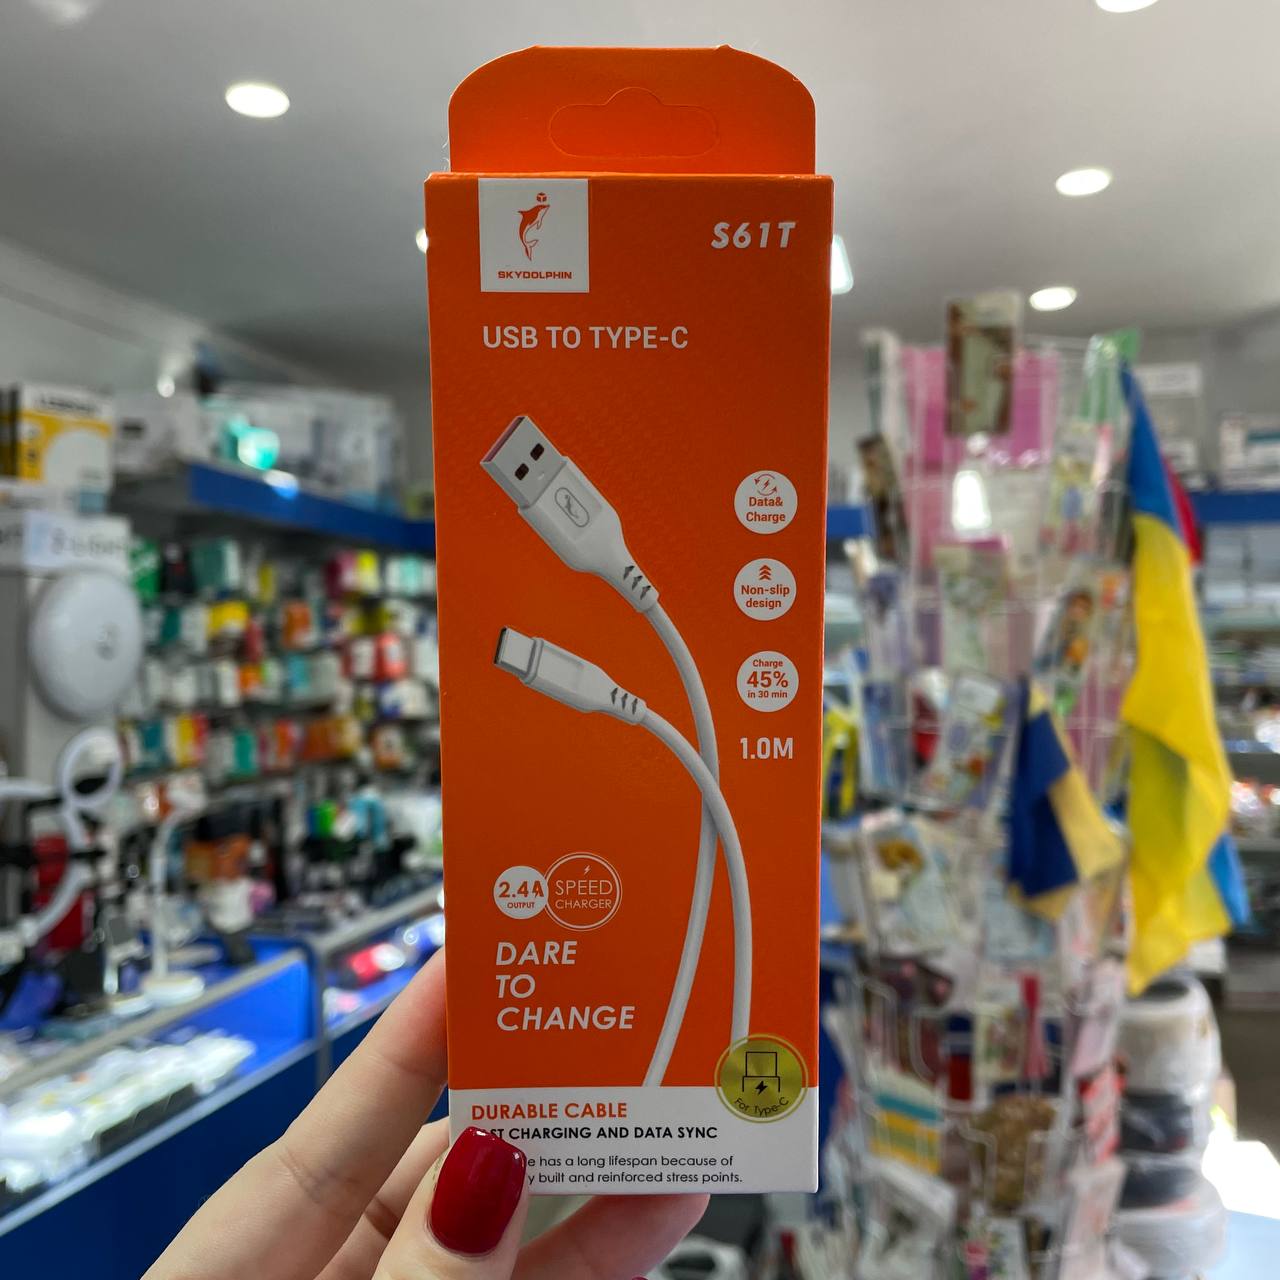 SKYDOLPHIN
S61T
USB TO TYPE-C
Data&
Charge
Non-slip
design
Charge
45%
in 30 min
1.0M
2.4A
OUTPUT
SPEED
CHARGER
DARE
TO
CHANGE
For Type-C
DURABLE CABLE
CHARGING AND DATA SYNC
has a long lifespan because of
built and reinforced stress points.